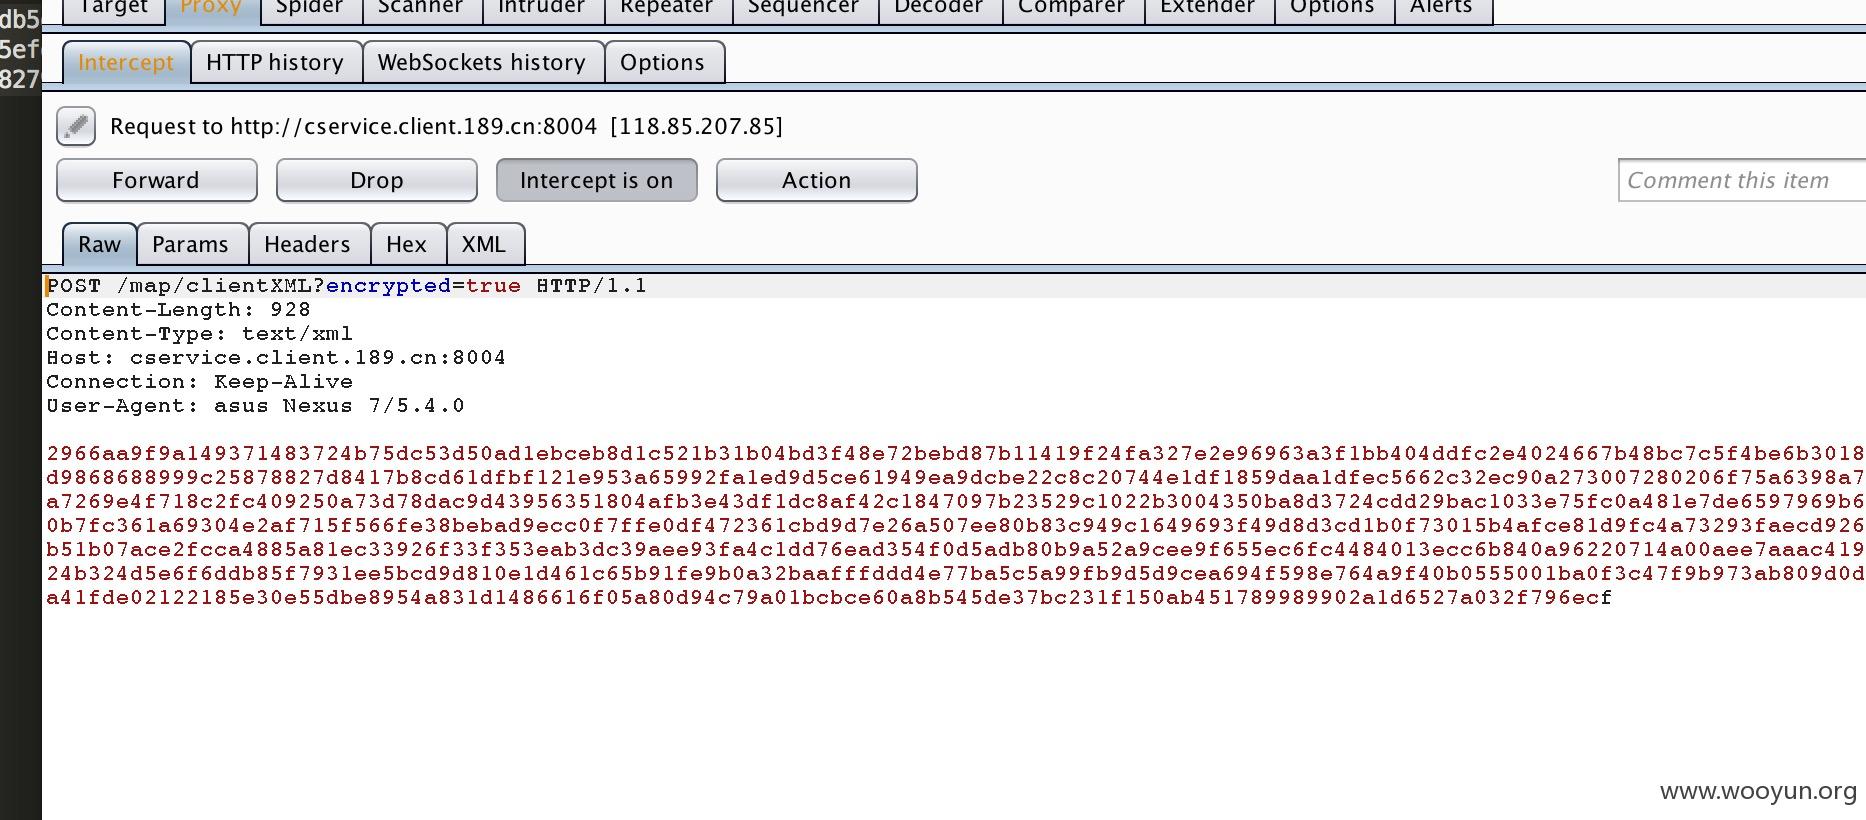 db5
5ef
827
Target Proxy Spider Scanner Intruder Repeater Sequencer Decoder Comparer Extender Options Alerts
Intercept HTTP history WebSockets history Options
Request to http://cservice.client.189.cn:8004 [118.85.207.85]
Forward Drop Intercept is on Action Comment this item
Raw Params Headers Hex XML
POST /map/clientXML?encrypted=true HTTP/1.1
Content-Length: 928
Content-Type: text/xml
Host: cservice.client.189.cn:8004
Connection: Keep-Alive
User-Agent: asus Nexus 7/5.4.0
2966aa9f9a149371483724b75dc53d50ad1ebceb8d1c521b31b04bd3f48e72bebd87b11419f24fa327e2e96963a3f1bb404ddfc2e4024667b48bc7c5f4be6b3018
d9868688999c25878827d8417b8cd61dfbf121e953a65992fa1ed9d5ce61949ea9dcbe22c8c20744e1df1859daa1dfec5662c32ec90a273007280206f75a6398a7
a7269e4f718c2fc409250a73d78dac9d43956351804afb3e43df1dc8af42c1847097b23529c1022b3004350ba8d3724cdd29bac1033e75fc0a481e7de6597969b6
0b7fc361a69304e2af715f566fe38bebad9ecc0f7ffe0df472361cbd9d7e26a507ee80b83c949c1649693f49d8d3cd1b0f73015b4afce81d9fc4a73293faecd926
b51b07ace2fcca4885a81ec33926f33f353eab3dc39aee93fa4c1dd76ead354f0d5adb80b9a52a9cee9f655ec6fc4484013ecc6b840a96220714a00aee7aaac419
24b324d5e6f6ddb85f7931ee5bcd9d810e1d461c65b91fe9b0a32baafffddd4e77ba5c5a99fb9d5d9cea694f598e764a9f40b0555001ba0f3c47f9b973ab809d0d
a41fde02122185e30e55dbe8954a831d1486616f05a80d94c79a01bcbce60a8b545de37bc231f150ab451789989902a1d6527a032f796ecf
www.wooyun.org